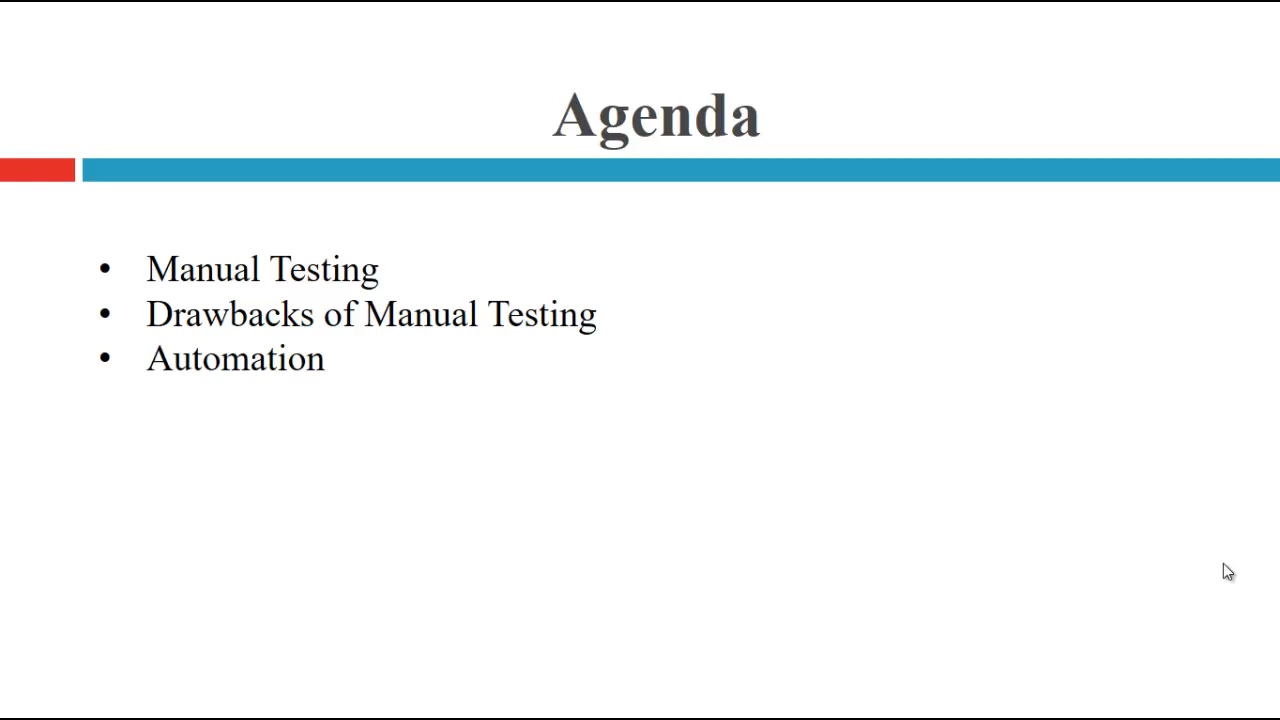 Agenda
• Manual Testing
• Drawbacks of Manual Testing
• Automation